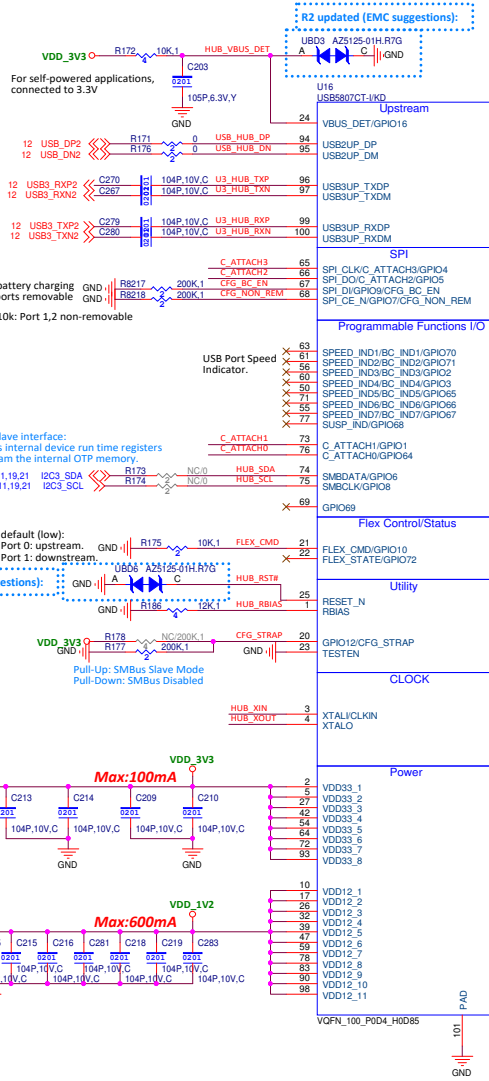 R2 updated (EMC suggestions):
UBD3 AZ5125-01H.R7G
VDD_3V3 R172 10K,1 HUB_VBUS_DET A C GND
4
C203
For self-powered applications,
connected to 3.3V
0201
105P,6.3V,Y
GND
U16
USB5807CT-I/KD
Upstream
24 VBUS_DET/GPIO16
12 USB_DP2 R171 0 USB_HUB_DP 94 USB2UP_DP
12 USB_DN2 R176 0 USB_HUB_DN 95 USB2UP_DM
12 USB3_RXP2 C270 104P,10V,C U3_HUB_TXP 96 USB3UP_TXDP
12 USB3_RXN2 C267 104P,10V,C U3_HUB_TXN 97 USB3UP_TXDM
12 USB3_TXP2 C279 104P,10V,C U3_HUB_RXP 99 USB3UP_RXDP
12 USB3_TXN2 C280 104P,10V,C U3_HUB_RXN 100 USB3UP_RXDM
SPI
C_ATTACH3 65 SPI_CLK/C_ATTACH3/GPIO4
C_ATTACH2 66 SPI_DO/C_ATTACH2/GPIO5
battery charging GND R8217 200K,1 CFG_BC_EN 67 SPI_DI/GPIO9/CFG_BC_EN
ports removable GND R8218 200K,1 CFG_NON_REM 68 SPI_CE_N/GPIO7/CFG_NON_REM
10k: Port 1,2 non-removable
Programmable Functions I/O
USB Port Speed
Indicator.
63 SPEED_IND1/BC_IND1/GPIO70
61 SPEED_IND2/BC_IND2/GPIO71
56 SPEED_IND3/BC_IND3/GPIO2
60 SPEED_IND4/BC_IND4/GPIO3
50 SPEED_IND5/BC_IND5/GPIO65
71 SPEED_IND6/BC_IND6/GPIO66
55 SPEED_IND7/BC_IND7/GPIO67
77 SUSP_IND/GPIO68
lave interface:
s internal device run time registers
am the internal OTP memory.
C_ATTACH1 73 C_ATTACH1/GPIO1
C_ATTACH0 76 C_ATTACH0/GPIO64
1,19,21 I2C3_SDA R173 NC/0 HUB_SDA 74 SMBDATA/GPIO6
11,19,21 I2C3_SCL R174 NC/0 HUB_SCL 75 SMBCLK/GPIO8
69 GPIO69
Flex Control/Status
default (low):
Port 0: upstream.
Port 1: downstream.
GND R175 10K,1 FLEX_CMD 21 FLEX_CMD/GPIO10
22 FLEX_STATE/GPIO72
estions):
UBD6 AZ5125-01H.R7G
GND A C HUB_RST#
Utility
25 RESET_N
GND R186 12K,1 HUB_RBIAS 1 RBIAS
4
VDD_3V3 R178 NC/200K,1 CFG_STRAP 20 GPIO12/CFG_STRAP
GND R177 200K,1 GND 23 TESTEN
Pull-Up: SMBus Slave Mode
Pull-Down: SMBus Disabled
CLOCK
HUB_XIN 3 XTALI/CLKIN
HUB_XOUT 4 XTALO
VDD_3V3
Power
Max:100mA
C213 C214 C209 C210
0201 0201 0201 0201
104P,10V,C 104P,10V,C 104P,10V,C 104P,10V,C
GND GND
2 VDD33_1
5 VDD33_2
27 VDD33_3
42 VDD33_4
54 VDD33_5
64 VDD33_6
72 VDD33_7
93 VDD33_8
VDD_1V2
Max:600mA
C215 C216 C281 C218 C219 C283
0201 0201 0201 0201 0201 0201
104P,10V,C 104P,10V,C 104P,10V,C
104P,10V,C 104P,10V,C 104P,10V,C
10 VDD12_1
17 VDD12_2
26 VDD12_3
32 VDD12_4
39 VDD12_5
47 VDD12_6
59 VDD12_7
78 VDD12_8
83 VDD12_9
90 VDD12_10
98 VDD12_11
PAD
VQFN_100_P0D4_H0D85
101
GND